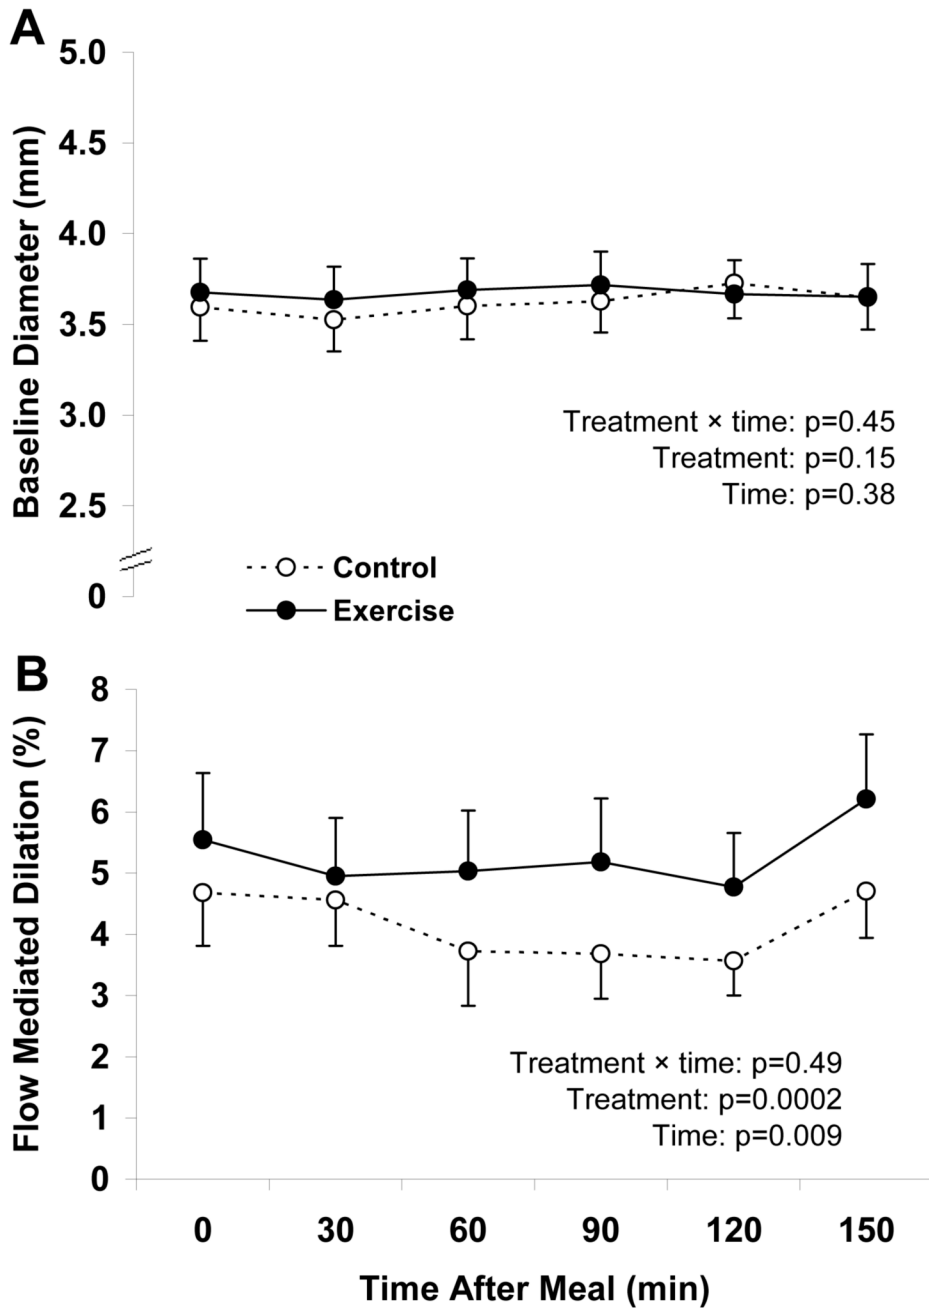 A
5.0
4.5
4.0
3.5
3.0
2.5
0
Baseline Diameter (mm)
Treatment × time: p=0.45
Treatment: p=0.15
Time: p=0.38
Control
Exercise
B
8
7
6
5
4
3
2
1
0
Flow Mediated Dilation (%)
Treatment × time: p=0.49
Treatment: p=0.0002
Time: p=0.009
0 30 60 90 120 150
Time After Meal (min)